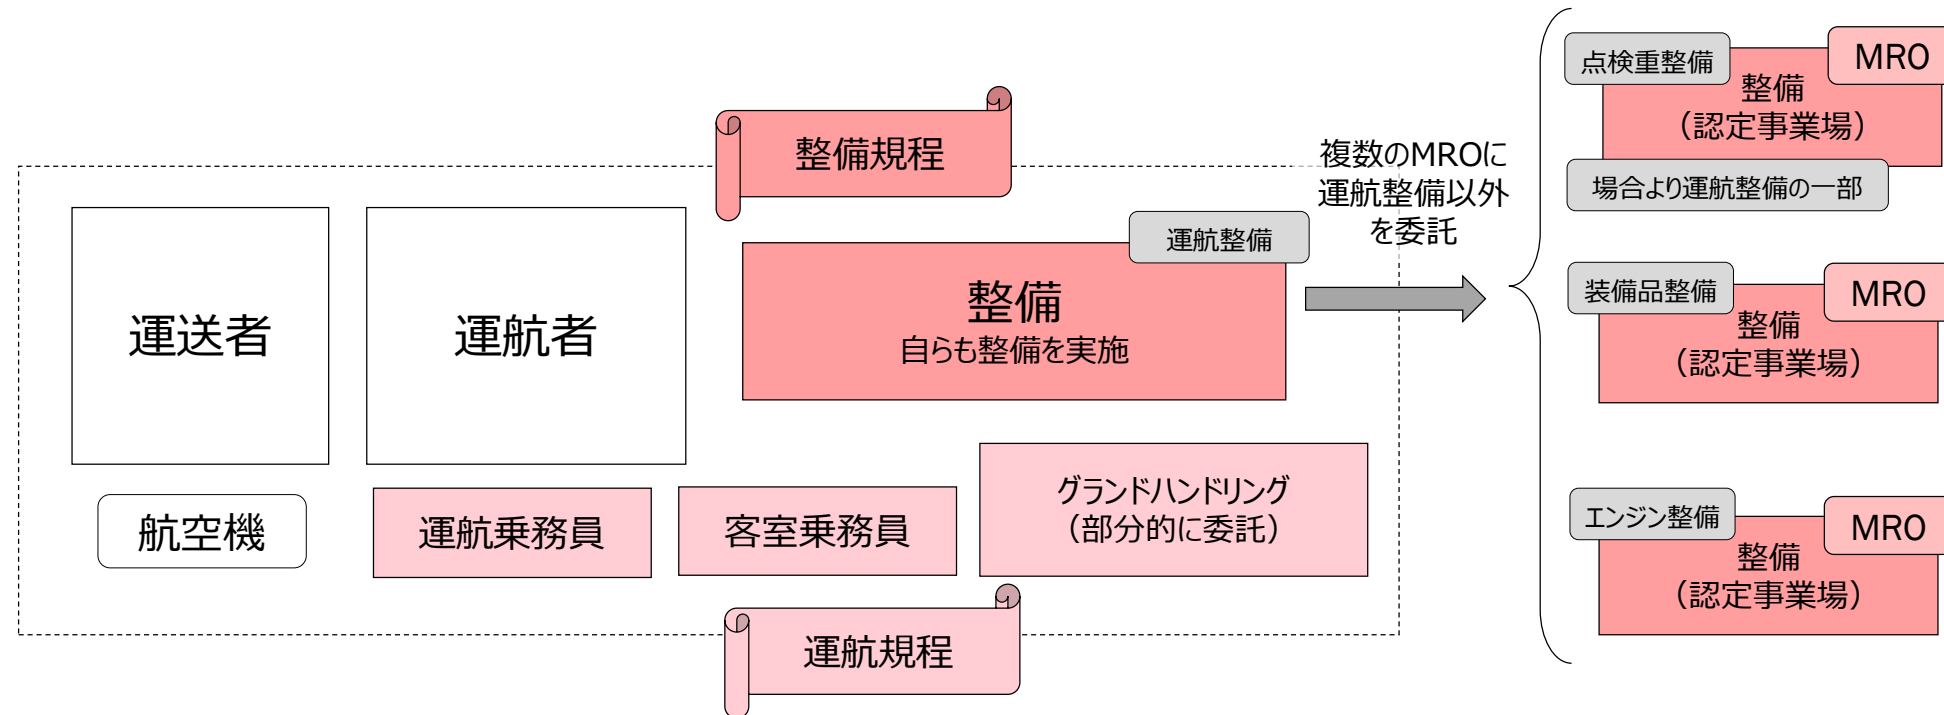 整備規程
運送者
運航者
運航整備
整備
自らも整備を実施
航空機
運航乗務員
客室乗務員
グランドハンドリング
（部分的に委託）
運航規程
複数のMROに
運航整備以外
を委託
点検重整備
MRO
整備
（認定事業場）
場合より運航整備の一部
装備品整備
MRO
整備
（認定事業場）
エンジン整備
MRO
整備
（認定事業場）